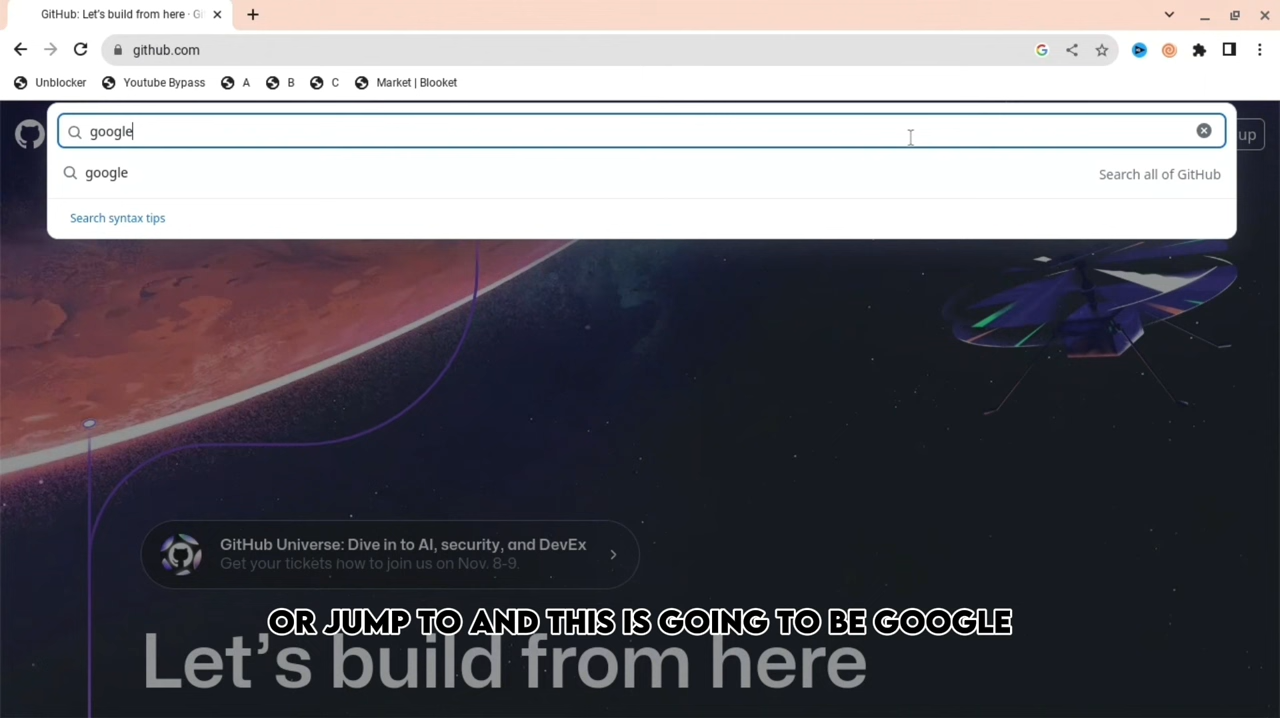 GitHub: Let's build from here · Gi
github.com
Unblocker Youtube Bypass A B C Market | Blooket
google
up
google Search all of GitHub
Search syntax tips
GitHub Universe: Dive in to AI, security, and DevEx
Get your tickets how to join us on Nov. 8-9.
OR JUMP TO AND THIS IS GOING TO BE GOOGLE
Let's build from here